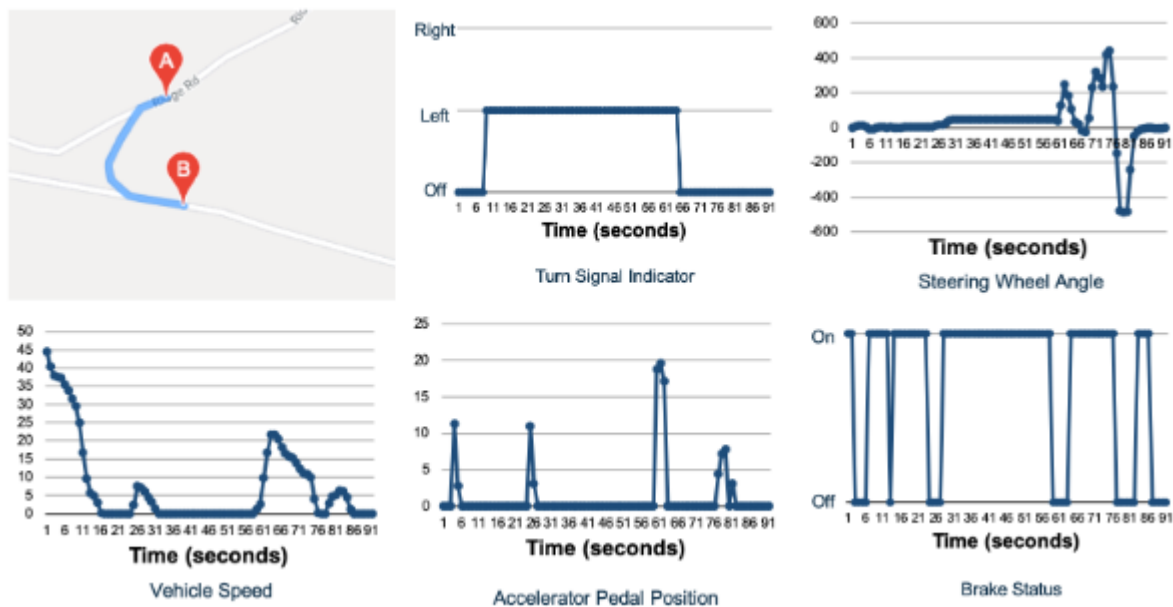 Ric
A
ge Rd
B
Right
Left
Off
1 6 11 16 21 26 31 36 41 46 51 56 61 66 71 76 81 86 91
Time (seconds)
Turn Signal Indicator
600
400
200
0
-200
-400
-600
1 6 11 16 21 26 31 36 41 46 51 56 61 66 71 76 81 86 91
Time (seconds)
Steering Wheel Angle
50
45
40
35
30
25
20
15
10
5
0
1 6 11 16 21 26 31 36 41 46 51 56 61 66 71 76 81 86 91
Time (seconds)
Vehicle Speed
25
20
15
10
5
0
1 6 11 16 21 26 31 36 41 46 51 56 61 66 71 76 81 86 91
Time (seconds)
Accelerator Pedal Position
On
Off
1 6 11 16 21 26 31 36 41 46 51 56 61 66 71 76 81 86 91
Time (seconds)
Brake Status